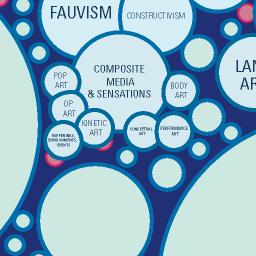 FAUVISM
CONSTRUCTIVISM
COMPOSITE
MEDIA
& SENSATIONS
LAN
AR
POP
ART
BODY
ART
OP
ART
KINETIC
ART
CONCEPTUAL
ART
PERFORMANCE
ART
HAPPENINGS,
ENVIRONMENTS,
EVENTS